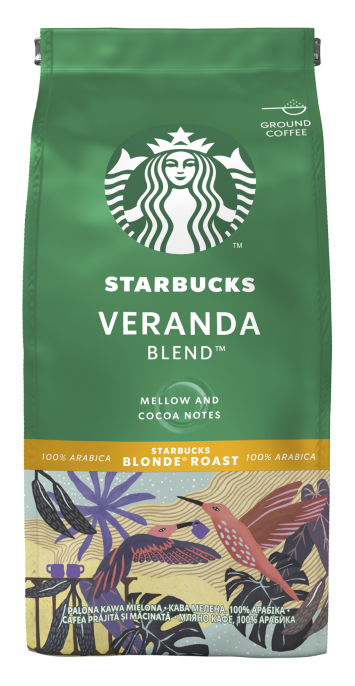 GROUND
COFFEE
TM
STARBUCKS
VERANDA
BLEND™
MELLOW AND
COCOA NOTES
100% ARABICA
STARBUCKS
BLONDE® ROAST
100% ARABICA
PALONA KAWA MIELONA • КАВА МЕЛЕНА, 100% АРАБІКА •
CAFEA PRĂJITĂ ȘI MĂCINATĂ • МЛЯНО КАФЕ, 100% АРАБИКА